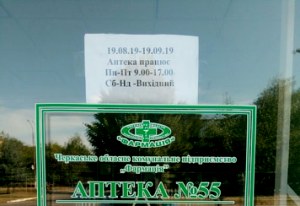 19.08.19-19.09.19
Аптека працює
Пн-Пт 9.00-17.00
Сб-Нд -Вихідний
«ФАРМАЦІЯ»
Черкаське обласне комунальне підприємство
„Фармація"
АПТЕКА №55